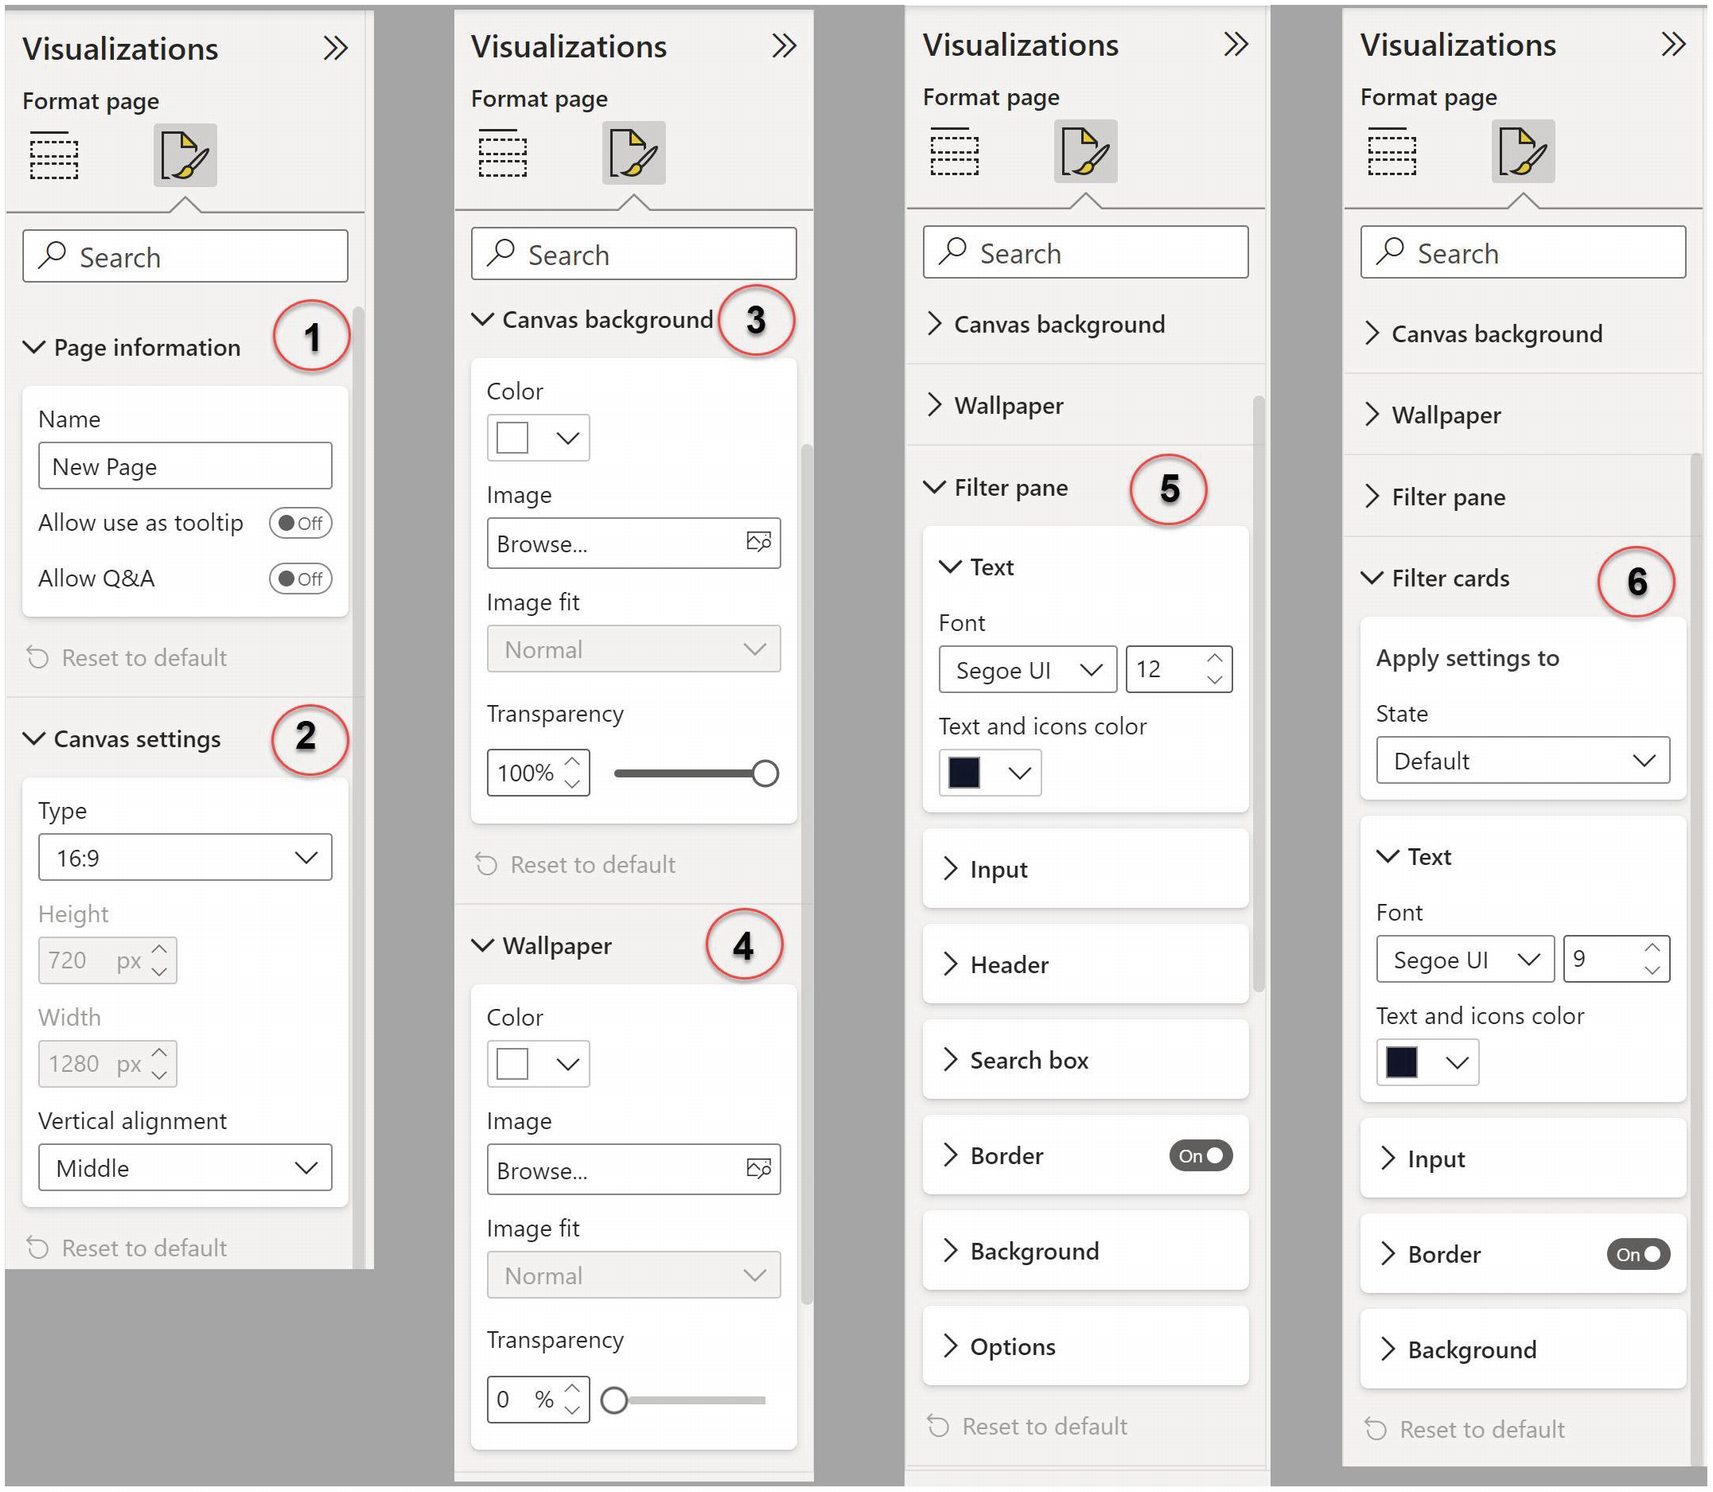 Visualizations
Format page
Search
1
Page information
Name
New Page
Allow use as tooltip Off
Allow Q&A Off
Reset to default
2
Canvas settings
Type
16:9
Height
720 px
Width
1280 px
Vertical alignment
Middle
Reset to default
Visualizations
Format page
Search
Canvas background 3
Color
Image
Browse...
Image fit
Normal
Transparency
100%
Reset to default
Wallpaper 4
Color
Image
Browse...
Image fit
Normal
Transparency
0 %
Visualizations
Format page
Search
Canvas background
Wallpaper
Filter pane 5
Text
Font
Segoe UI 12
Text and icons color
Input
Header
Search box
Border On
Background
Options
Reset to default
Visualizations
Format page
Search
Canvas background
Wallpaper
Filter pane
Filter cards 6
Apply settings to
State
Default
Text
Font
Segoe UI 9
Text and icons color
Input
Border On
Background
Reset to default